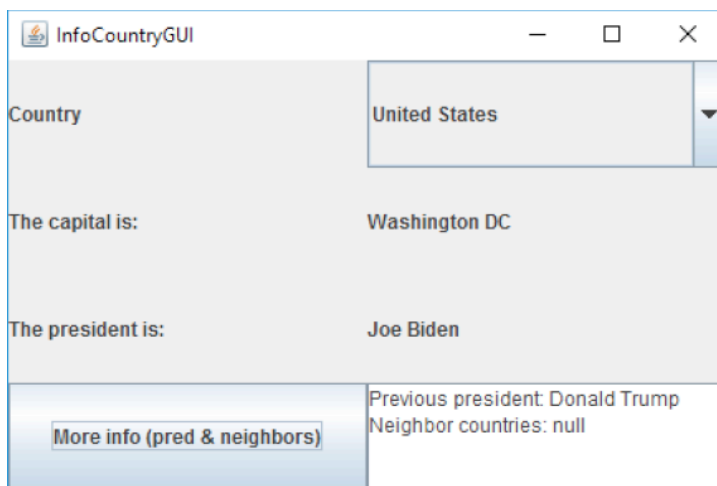 InfoCountryGUI
Country United States
The capital is: Washington DC
The president is: Joe Biden
More info (pred & neighbors)
Previous president: Donald Trump
Neighbor countries: null